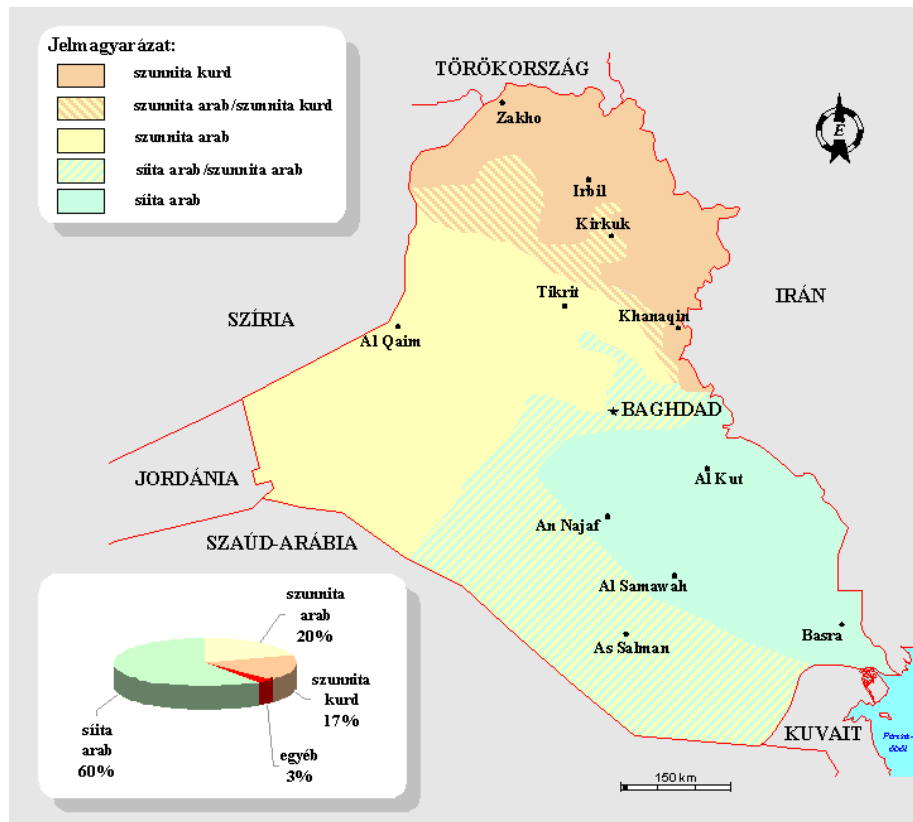 Jelmagyarázat:
szunnita kurd
szunnita arab/szunnita kurd
szunnita arab
síita arab/szunnita arab
síita arab
TÖRÖKORSZÁG
Zakho
É
Irbil
Kirkuk
IRÁN
Tikrit
SZÍRIA
Khanaqin
Al Qaim
BAGHDAD
JORDÁNIA
Al Kut
An Najaf
SZAÚD-ARÁBIA
Al Samawah
Basra
As Salman
szunnita
arab
20%
szunnita
kurd
17%
síita
arab
60%
egyéb
3%
KUVAIT
Perzsa-
öböl
150 km